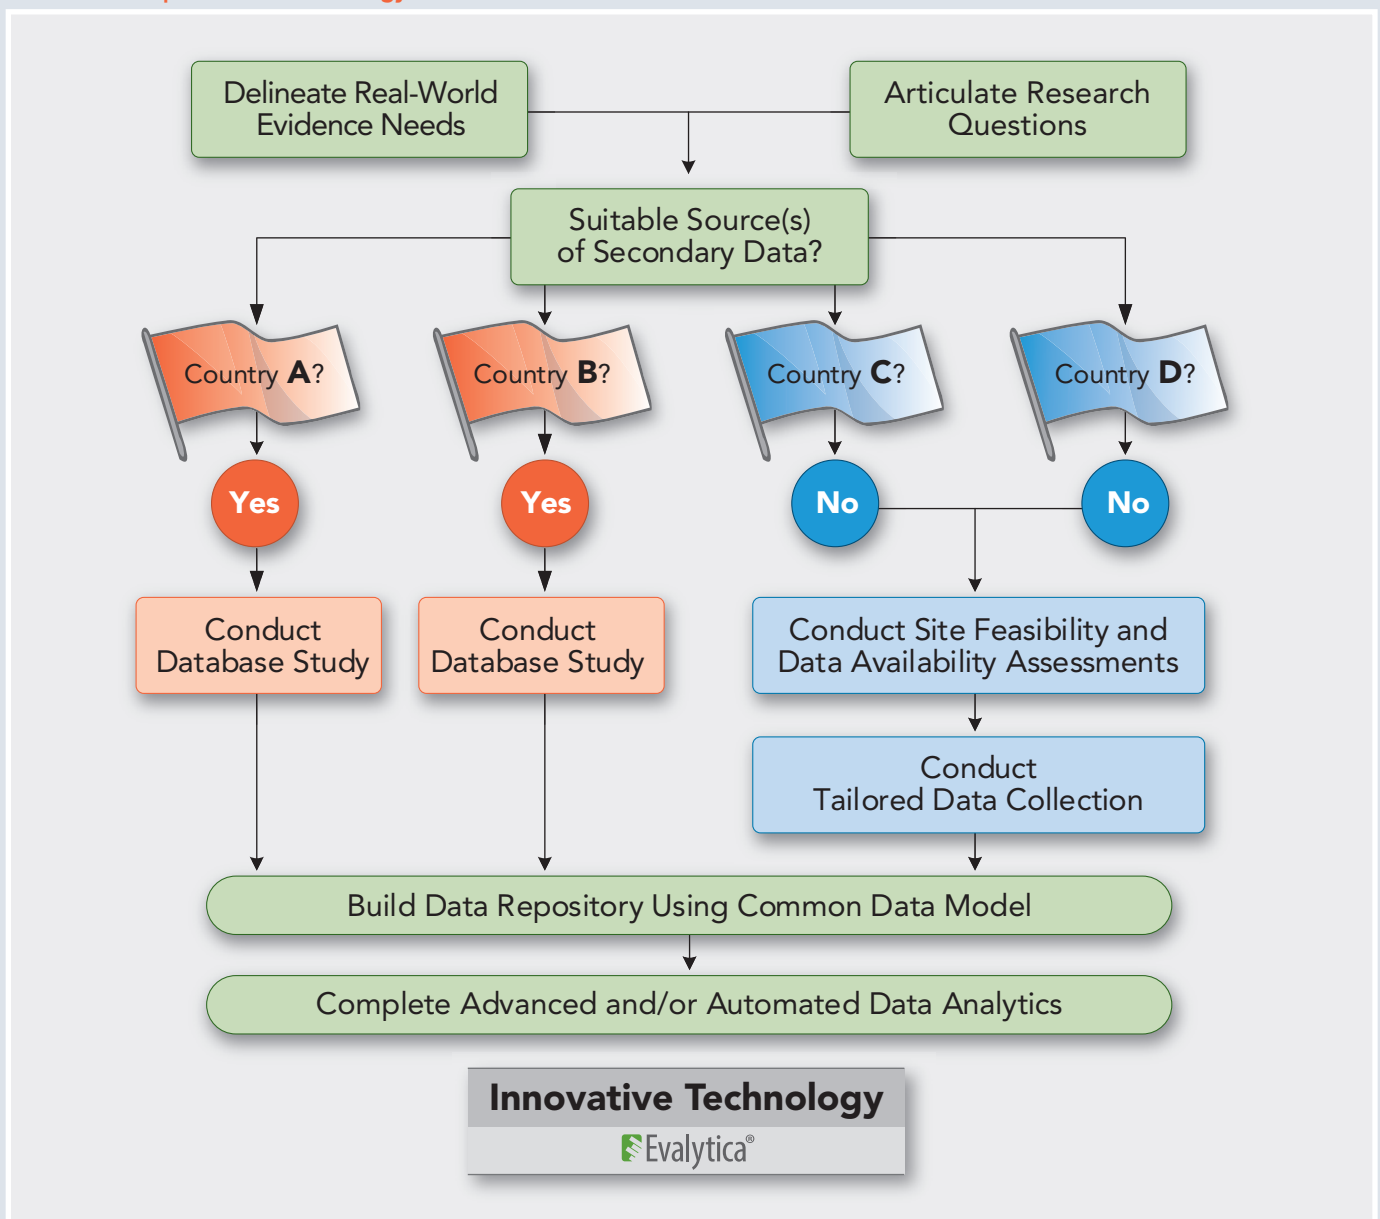 Delineate Real-World
Evidence Needs
Articulate Research
Questions
Suitable Source(s)
of Secondary Data?
Country A?
Country B?
Country C?
Country D?
Yes
Yes
No
No
Conduct
Database Study
Conduct
Database Study
Conduct Site Feasibility and
Data Availability Assessments
Conduct
Tailored Data Collection
Build Data Repository Using Common Data Model
Complete Advanced and/or Automated Data Analytics
Innovative Technology
Evalytica®